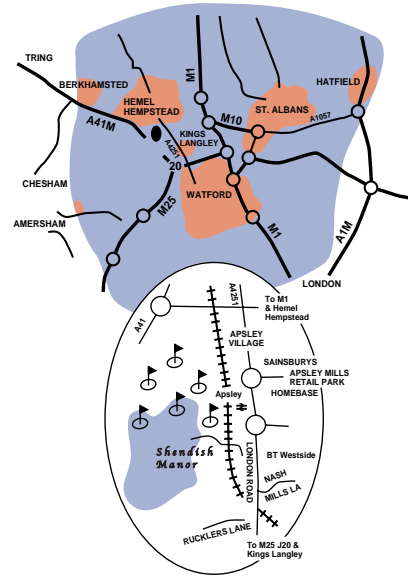 TRING
M1
BERKHAMSTED
HATFIELD
HEMEL
HEMPSTEAD
M10
ST. ALBANS
A1057
A41M
KINGS
LANGLEY
A4251
20
CHESHAM
WATFORD
M25
AMERSHAM
M1
A1M
LONDON
A4251
To M1
& Hemel
Hempstead
A41
APSLEY
VILLAGE
SAINSBURYS
APSLEY MILLS
RETAIL PARK
HOMEBASE
Apsley
Shendish
Manor
LONDON ROAD
BT Westside
NASH
MILLS LA
RUCKLERS LANE
To M25 J20 &
Kings Langley